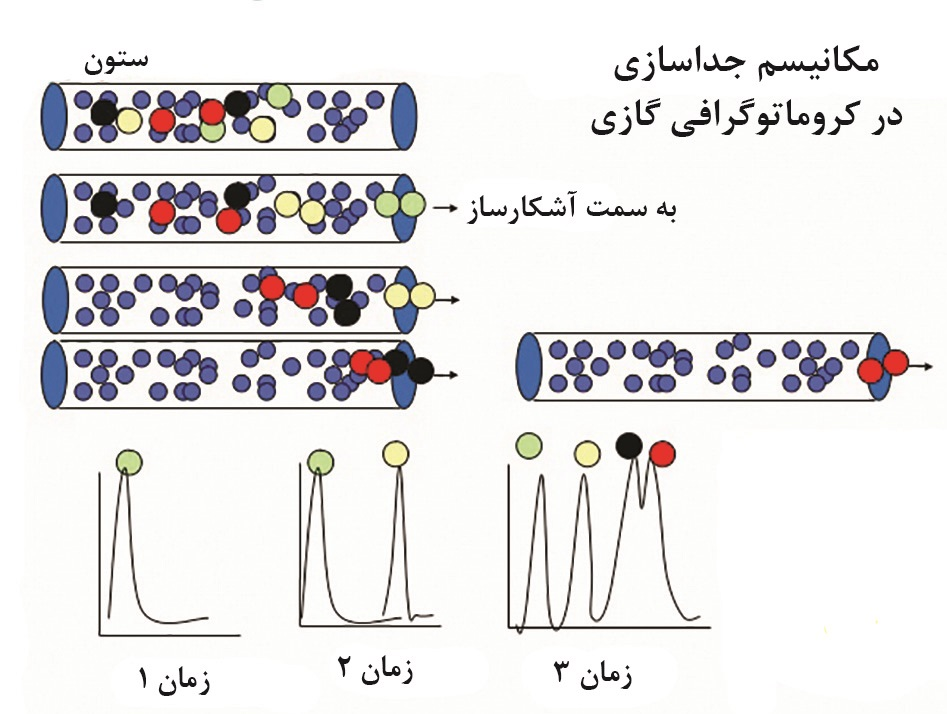 مکانیسم جداسازی
در کروماتوگرافی گازی
ستون
به سمت آشکارساز
زمان ۱
زمان ۲
زمان ۳